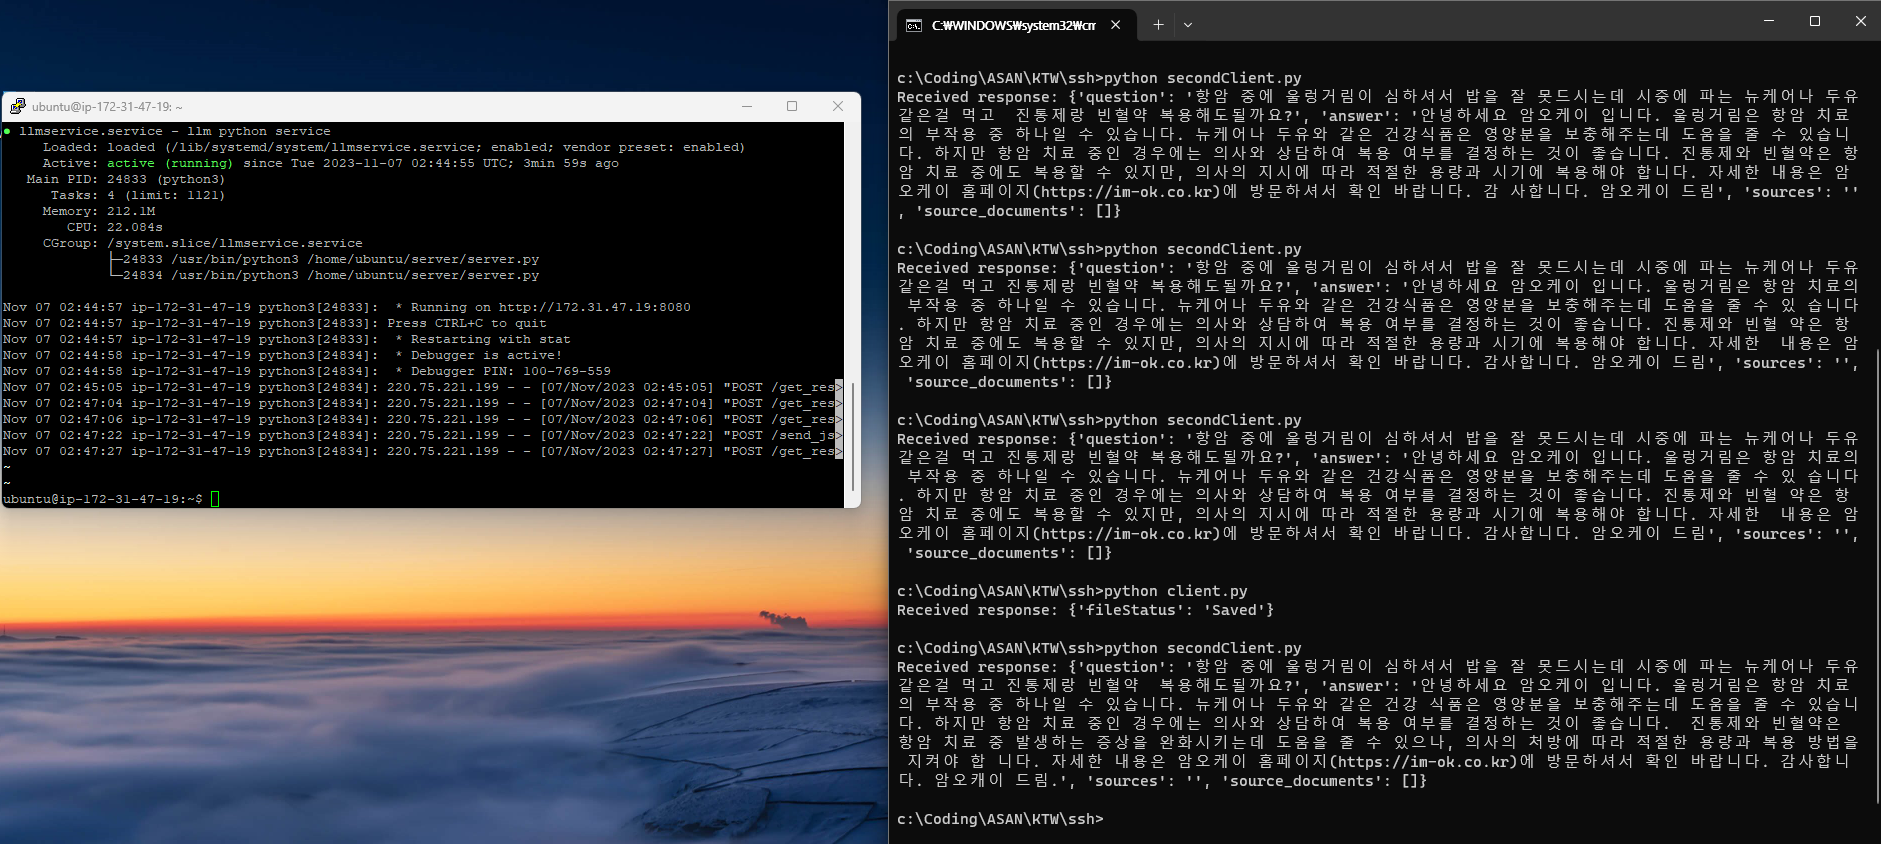 ubuntu@ip-172-31-47-19: ~
● llmservice.service - llm python service
Loaded: loaded (/lib/systemd/system/llmservice.service; enabled; vendor preset: enabled)
Active: active (running) since Tue 2023-11-07 02:44:55 UTC; 3min 59s ago
Main PID: 24833 (python3)
Tasks: 4 (limit: 1121)
Memory: 212.1M
CPU: 22.084s
CGroup: /system.slice/llmservice.service
├─24833 /usr/bin/python3 /home/ubuntu/server/server.py
└─24834 /usr/bin/python3 /home/ubuntu/server/server.py
Nov 07 02:44:57 ip-172-31-47-19 python3[24833]:  * Running on http://172.31.47.19:8080
Nov 07 02:44:57 ip-172-31-47-19 python3[24833]: Press CTRL+C to quit
Nov 07 02:44:57 ip-172-31-47-19 python3[24833]:  * Restarting with stat
Nov 07 02:44:58 ip-172-31-47-19 python3[24834]:  * Debugger is active!
Nov 07 02:44:58 ip-172-31-47-19 python3[24834]:  * Debugger PIN: 100-769-559
Nov 07 02:45:05 ip-172-31-47-19 python3[24834]: 220.75.221.199 - - [07/Nov/2023 02:45:05] "POST /get_res>
Nov 07 02:47:04 ip-172-31-47-19 python3[24834]: 220.75.221.199 - - [07/Nov/2023 02:47:04] "POST /get_res>
Nov 07 02:47:06 ip-172-31-47-19 python3[24834]: 220.75.221.199 - - [07/Nov/2023 02:47:06] "POST /get_res>
Nov 07 02:47:22 ip-172-31-47-19 python3[24834]: 220.75.221.199 - - [07/Nov/2023 02:47:22] "POST /send_js>
Nov 07 02:47:27 ip-172-31-47-19 python3[24834]: 220.75.221.199 - - [07/Nov/2023 02:47:27] "POST /get_res>
~
~
ubuntu@ip-172-31-47-19:~$
C:\WINDOWS\system32\cm
c:\Coding\ASAN\KTW\ssh>python secondClient.py
Received response: {'question': '항암 중에 울렁거림이 심하셔서 밥을 잘 못드시는데 시중에 파는 뉴케어나 두유
같은걸 먹고  진통제랑 빈혈약 복용해도될까요?', 'answer': '안녕하세요 암오케이 입니다. 울렁거림은 항암 치료
의 부작용 중 하나일 수 있습니다. 뉴케어나 두유와 같은 건강식품은 영양분을 보충해주는데 도움을 줄 수 있습니
다. 하지만 항암 치료 중인 경우에는 의사와 상담하여 복용 여부를 결정하는 것이 좋습니다. 진통제와 빈혈약은 항
암 치료 중에도 복용할 수 있지만, 의사의 지시에 따라 적절한 용량과 시기에 복용해야 합니다. 자세한 내용은 암
오케이 홈페이지(https://im-ok.co.kr)에 방문하셔서 확인 바랍니다. 감 사합니다. 암오케이 드림', 'sources': ''
, 'source_documents': []}
c:\Coding\ASAN\KTW\ssh>python secondClient.py
Received response: {'question': '항암 중에 울렁거림이 심하셔서 밥을 잘 못드시는데 시중에 파는 뉴케어나 두유
같은걸 먹고 진통제랑 빈혈약 복용해도될까요?', 'answer': '안녕하세요 암오케이 입니다. 울렁거림은 항암 치료의
 부작용 중 하나일 수 있습니다. 뉴케어나 두유와 같은 건강식품은 영양분을 보충해주는데 도움을 줄 수 있 습니다
. 하지만 항암 치료 중인 경우에는 의사와 상담하여 복용 여부를 결정하는 것이 좋습니다. 진통제와 빈혈 약은 항
암 치료 중에도 복용할 수 있지만, 의사의 지시에 따라 적절한 용량과 시기에 복용해야 합니다. 자세한  내용은 암
오케이 홈페이지(https://im-ok.co.kr)에 방문하셔서 확인 바랍니다. 감사합니다. 암오케이 드림', 'sources': '',
 'source_documents': []}
c:\Coding\ASAN\KTW\ssh>python secondClient.py
Received response: {'question': '항암 중에 울렁거림이 심하셔서 밥을 잘 못드시는데 시중에 파는 뉴케어나 두유
같은걸 먹고 진통제랑 빈혈약 복용해도될까요?', 'answer': '안녕하세요 암오케이 입니다. 울렁거림은 항암 치료의
 부작용 중 하나일 수 있습니다. 뉴케어나 두유와 같은 건강식품은 영양분을 보충해주는데 도움을 줄 수 있 습니다
. 하지만 항암 치료 중인 경우에는 의사와 상담하여 복용 여부를 결정하는 것이 좋습니다. 진통제와 빈혈 약은 항
암 치료 중에도 복용할 수 있지만, 의사의 지시에 따라 적절한 용량과 시기에 복용해야 합니다. 자세한  내용은 암
오케이 홈페이지(https://im-ok.co.kr)에 방문하셔서 확인 바랍니다. 감사합니다. 암오케이 드림', 'sources': '',
 'source_documents': []}
c:\Coding\ASAN\KTW\ssh>python client.py
Received response: {'fileStatus': 'Saved'}
c:\Coding\ASAN\KTW\ssh>python secondClient.py
Received response: {'question': '항암 중에 울렁거림이 심하셔서 밥을 잘 못드시는데 시중에 파는 뉴케어나 두유
같은걸 먹고 진통제랑 빈혈약  복용해도될까요?', 'answer': '안녕하세요 암오케이 입니다. 울렁거림은 항암 치료
의 부작용 중 하나일 수 있습니다. 뉴케어나 두유와 같은 건강 식품은 영양분을 보충해주는데 도움을 줄 수 있습니
다. 하지만 항암 치료 중인 경우에는 의사와 상담하여 복용 여부를 결정하는 것이 좋습니다.  진통제와 빈혈약은
항암 치료 중 발생하는 증상을 완화시키는데 도움을 줄 수 있으나, 의사의 처방에 따라 적절한 용량과 복용 방법을
 지켜야 합 니다. 자세한 내용은 암오케이 홈페이지(https://im-ok.co.kr)에 방문하셔서 확인 바랍니다. 감사합니
다. 암오캐이 드림.', 'sources': '', 'source_documents': []}
c:\Coding\ASAN\KTW\ssh>